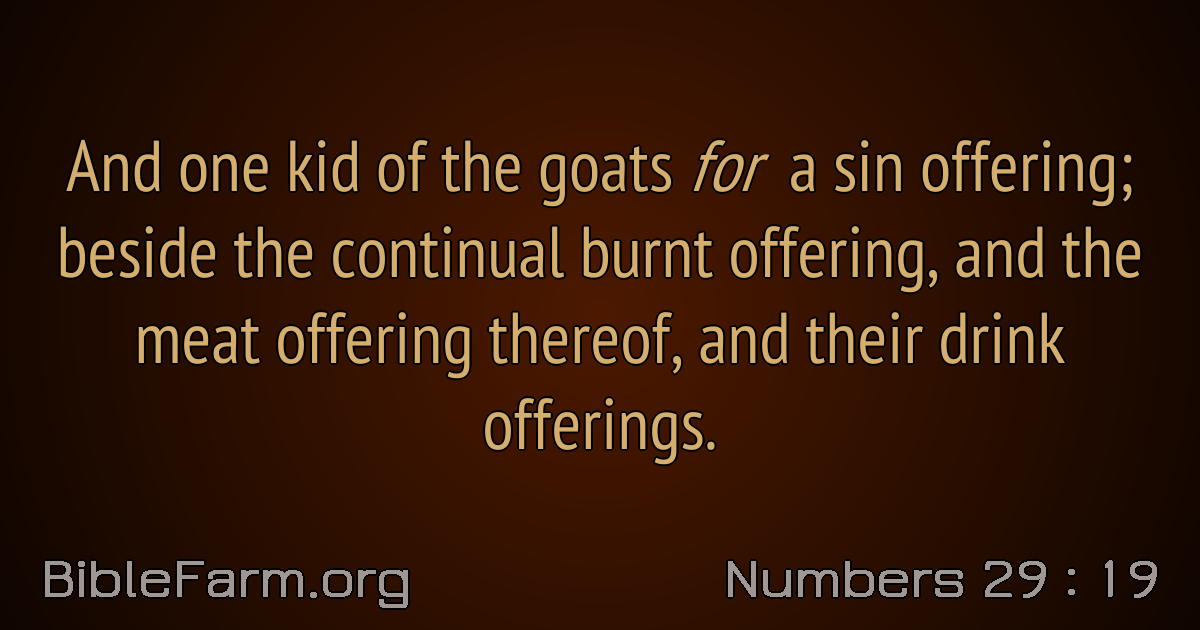 And one kid of the goats for a sin offering;
beside the continual burnt offering, and the
meat offering thereof, and their drink
offerings.
BibleFarm.org
Numbers 29 : 19